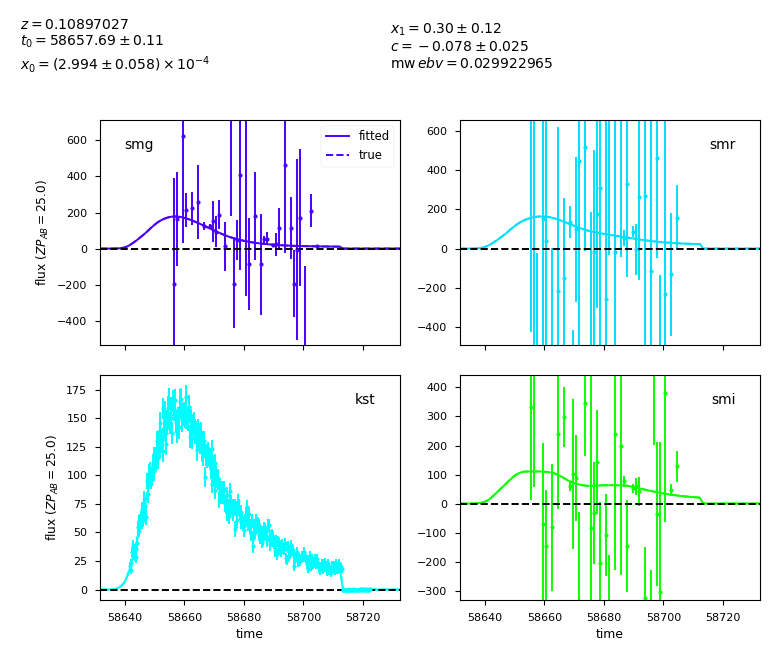 z = 0.10897027
t₀ = 58657.69 ± 0.11
x₀ = (2.994 ± 0.058) × 10⁻⁴
x₁ = 0.30 ± 0.12
c = −0.078 ± 0.025
mw ebv = 0.029922965
smg
fitted
true
600
400
200
0
−200
−400
flux (ZP_AB = 25.0)
smr
600
400
200
0
−200
−400
kst
175
150
125
100
75
50
25
0
flux (ZP_AB = 25.0)
58640 58660 58680 58700 58720
time
smi
400
300
200
100
0
−100
−200
−300
58640 58660 58680 58700 58720
time